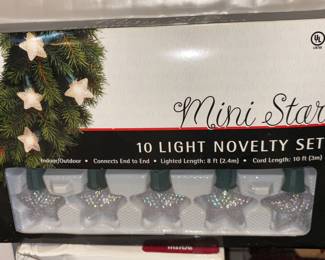 UL
Mini Star
10 LIGHT NOVELTY SET
Indoor/Outdoor • Connects End to End • Lighted Length: 8 ft (2.4m) • Cord Length: 10 ft (3m)